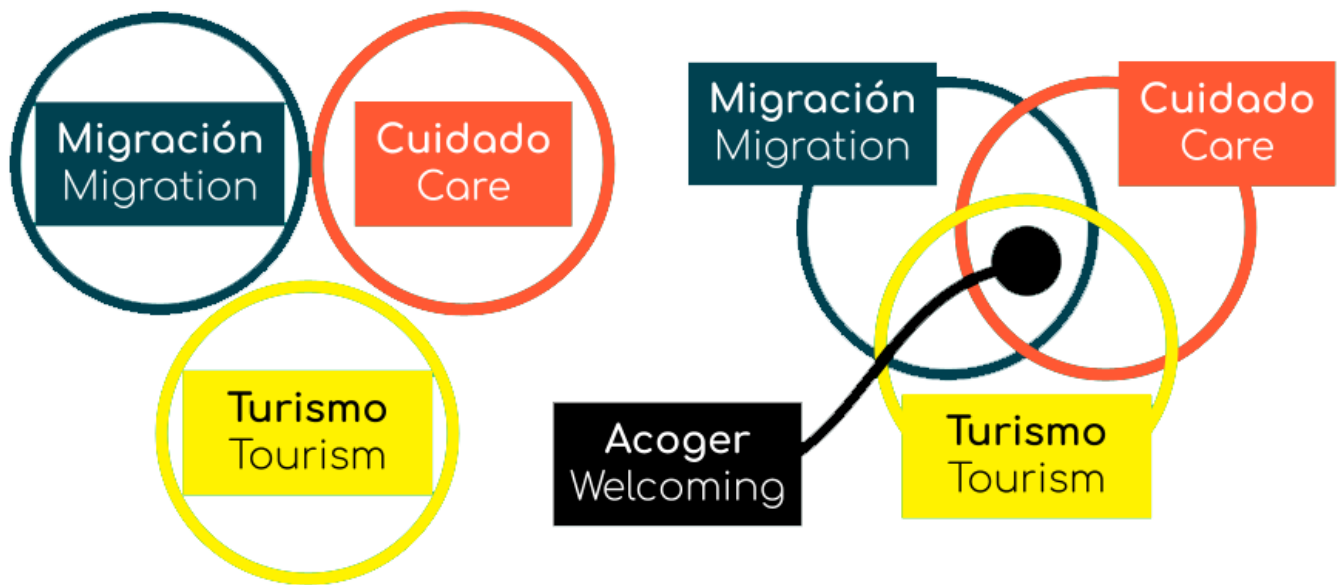 Migración
Migration
Cuidado
Care
Turismo
Tourism
Migración
Migration
Cuidado
Care
Acoger
Welcoming
Turismo
Tourism